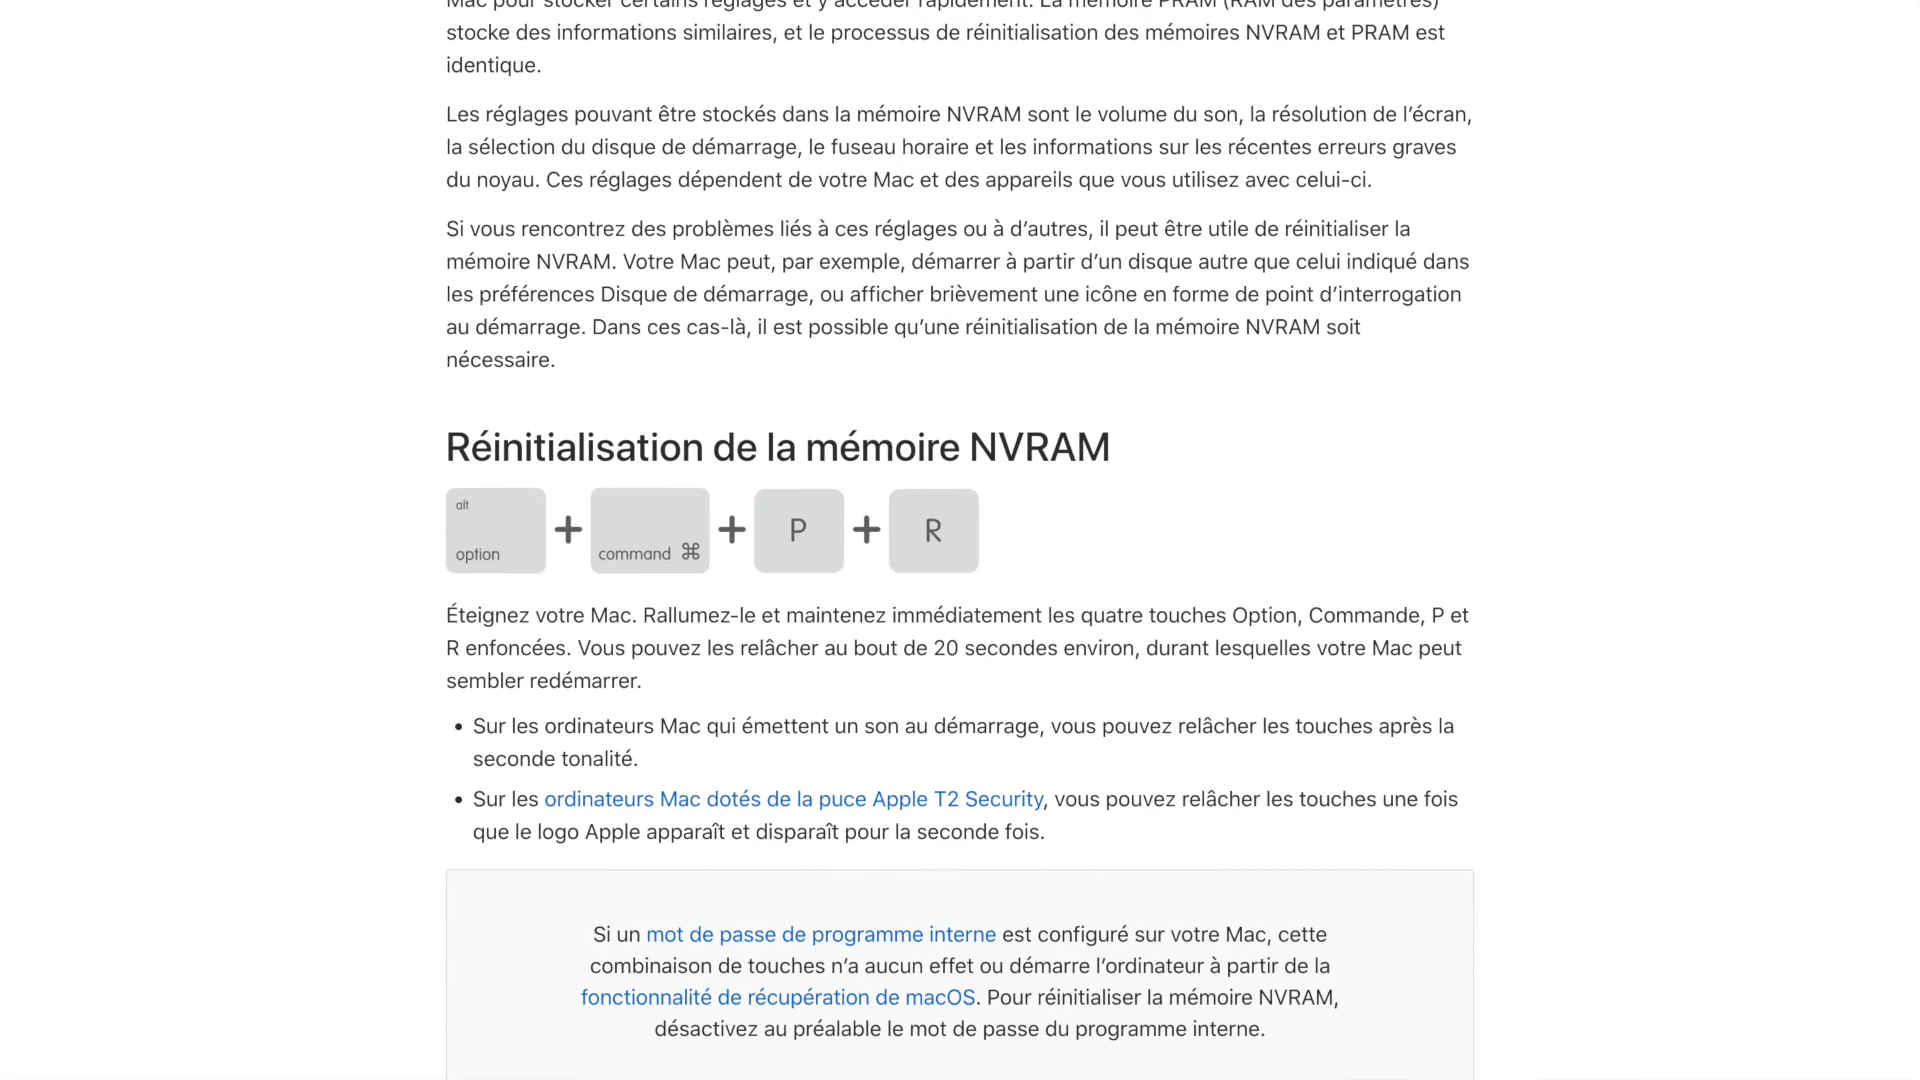 Mac pour stocker certains réglages et y accéder rapidement. La mémoire PRAM (RAM des paramètres)
stocke des informations similaires, et le processus de réinitialisation des mémoires NVRAM et PRAM est
identique.
Les réglages pouvant être stockés dans la mémoire NVRAM sont le volume du son, la résolution de l’écran,
la sélection du disque de démarrage, le fuseau horaire et les informations sur les récentes erreurs graves
du noyau. Ces réglages dépendent de votre Mac et des appareils que vous utilisez avec celui-ci.
Si vous rencontrez des problèmes liés à ces réglages ou à d’autres, il peut être utile de réinitialiser la
mémoire NVRAM. Votre Mac peut, par exemple, démarrer à partir d’un disque autre que celui indiqué dans
les préférences Disque de démarrage, ou afficher brièvement une icône en forme de point d’interrogation
au démarrage. Dans ces cas-là, il est possible qu’une réinitialisation de la mémoire NVRAM soit
nécessaire.
Réinitialisation de la mémoire NVRAM
alt
option + command ⌘ + P + R
Éteignez votre Mac. Rallumez-le et maintenez immédiatement les quatre touches Option, Commande, P et
R enfoncées. Vous pouvez les relâcher au bout de 20 secondes environ, durant lesquelles votre Mac peut
sembler redémarrer.
• Sur les ordinateurs Mac qui émettent un son au démarrage, vous pouvez relâcher les touches après la
seconde tonalité.
• Sur les ordinateurs Mac dotés de la puce Apple T2 Security, vous pouvez relâcher les touches une fois
que le logo Apple apparaît et disparaît pour la seconde fois.
Si un mot de passe de programme interne est configuré sur votre Mac, cette
combinaison de touches n’a aucun effet ou démarre l’ordinateur à partir de la
fonctionnalité de récupération de macOS. Pour réinitialiser la mémoire NVRAM,
désactivez au préalable le mot de passe du programme interne.